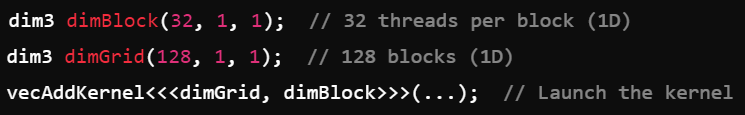 dim3 dimBlock(32, 1, 1);  // 32 threads per block (1D)
dim3 dimGrid(128, 1, 1);  // 128 blocks (1D)
vecAddKernel<<<dimGrid, dimBlock>>>(...);  // Launch the kernel